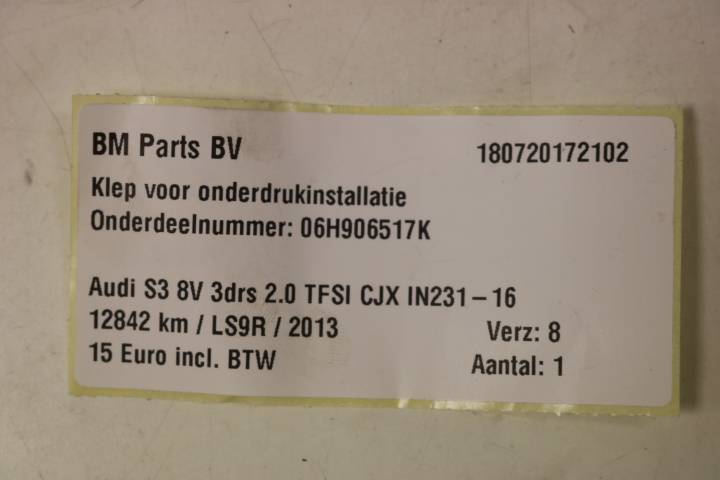 BM Parts BV 180720172102
Klep voor onderdrukinstallatie
Onderdeelnummer: 06H906517K
Audi S3 8V 3drs 2.0 TFSI CJX IN231-16
12842 km / LS9R / 2013 Verz: 8
15 Euro incl. BTW Aantal: 1